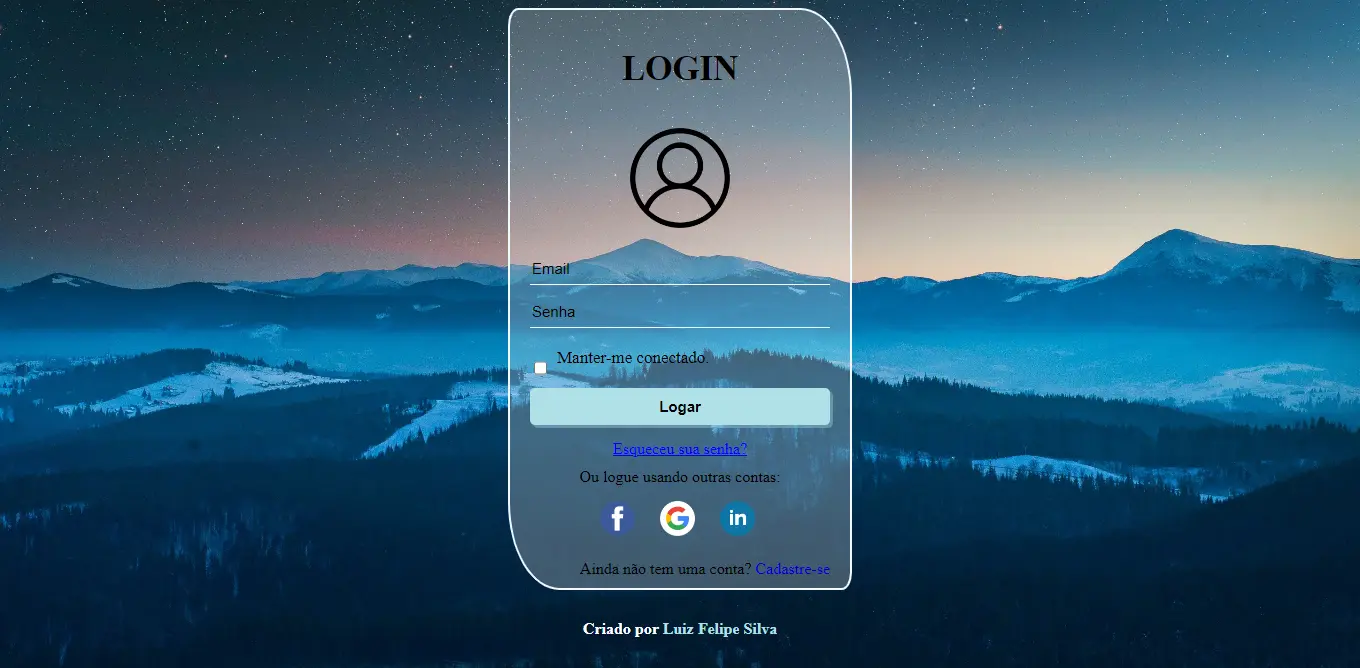 LOGIN
Email
Senha
Manter-me conectado.
Logar
Esqueceu sua senha?
Ou logue usando outras contas:
f G in
Ainda não tem uma conta? Cadastre-se
Criado por Luiz Felipe Silva